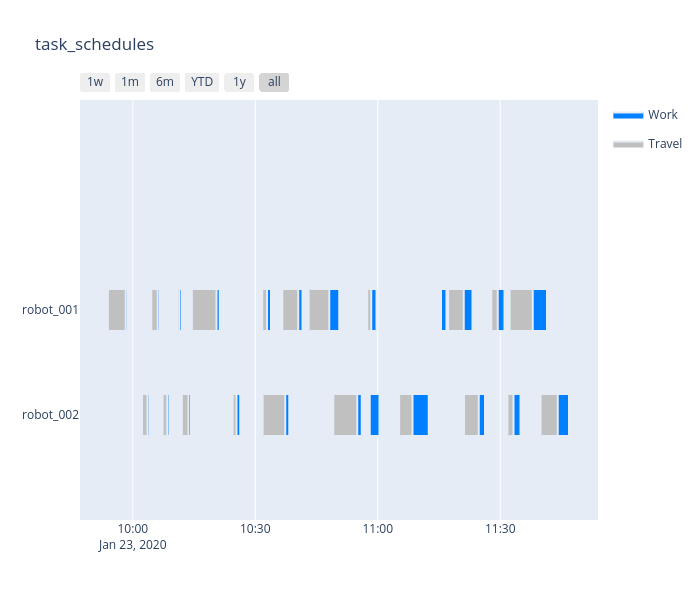 task_schedules
1w 1m 6m YTD 1y all
Work
Travel
robot_001
robot_002
10:00 10:30 11:00 11:30
Jan 23, 2020